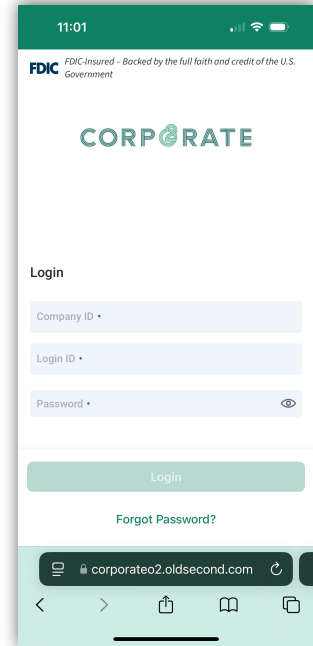 11:01
FDIC FDIC-Insured - Backed by the full faith and credit of the U.S.
Government
CORPO2RATE
Login
Company ID •
Login ID •
Password •
Login
Forgot Password?
corporateo2.oldsecond.com